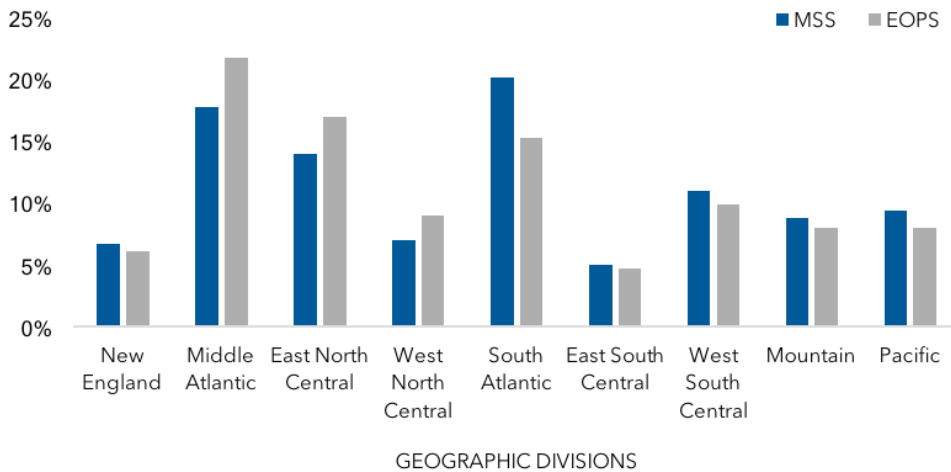 25%
MSS EOPS
20%
15%
10%
5%
0%
New England
Middle Atlantic
East North Central
West North Central
South Atlantic
East South Central
West South Central
Mountain
Pacific
GEOGRAPHIC DIVISIONS